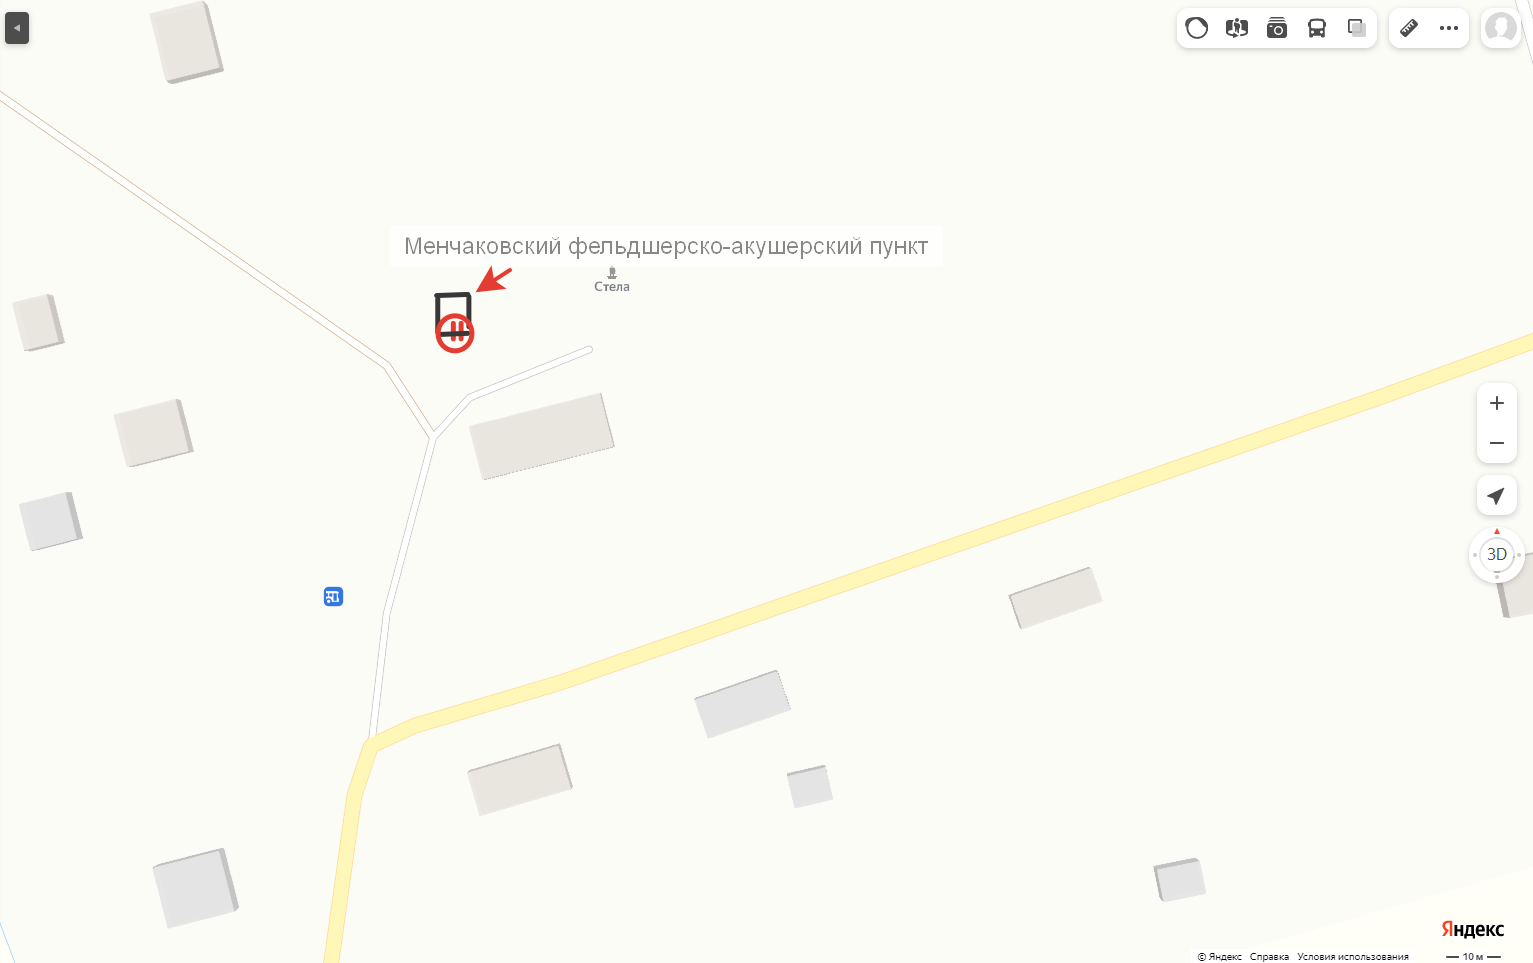 Менчаковский фельдшерско-акушерский пункт
Стела
3D
Яндекс
© Яндекс Справка Условия использования
10 м